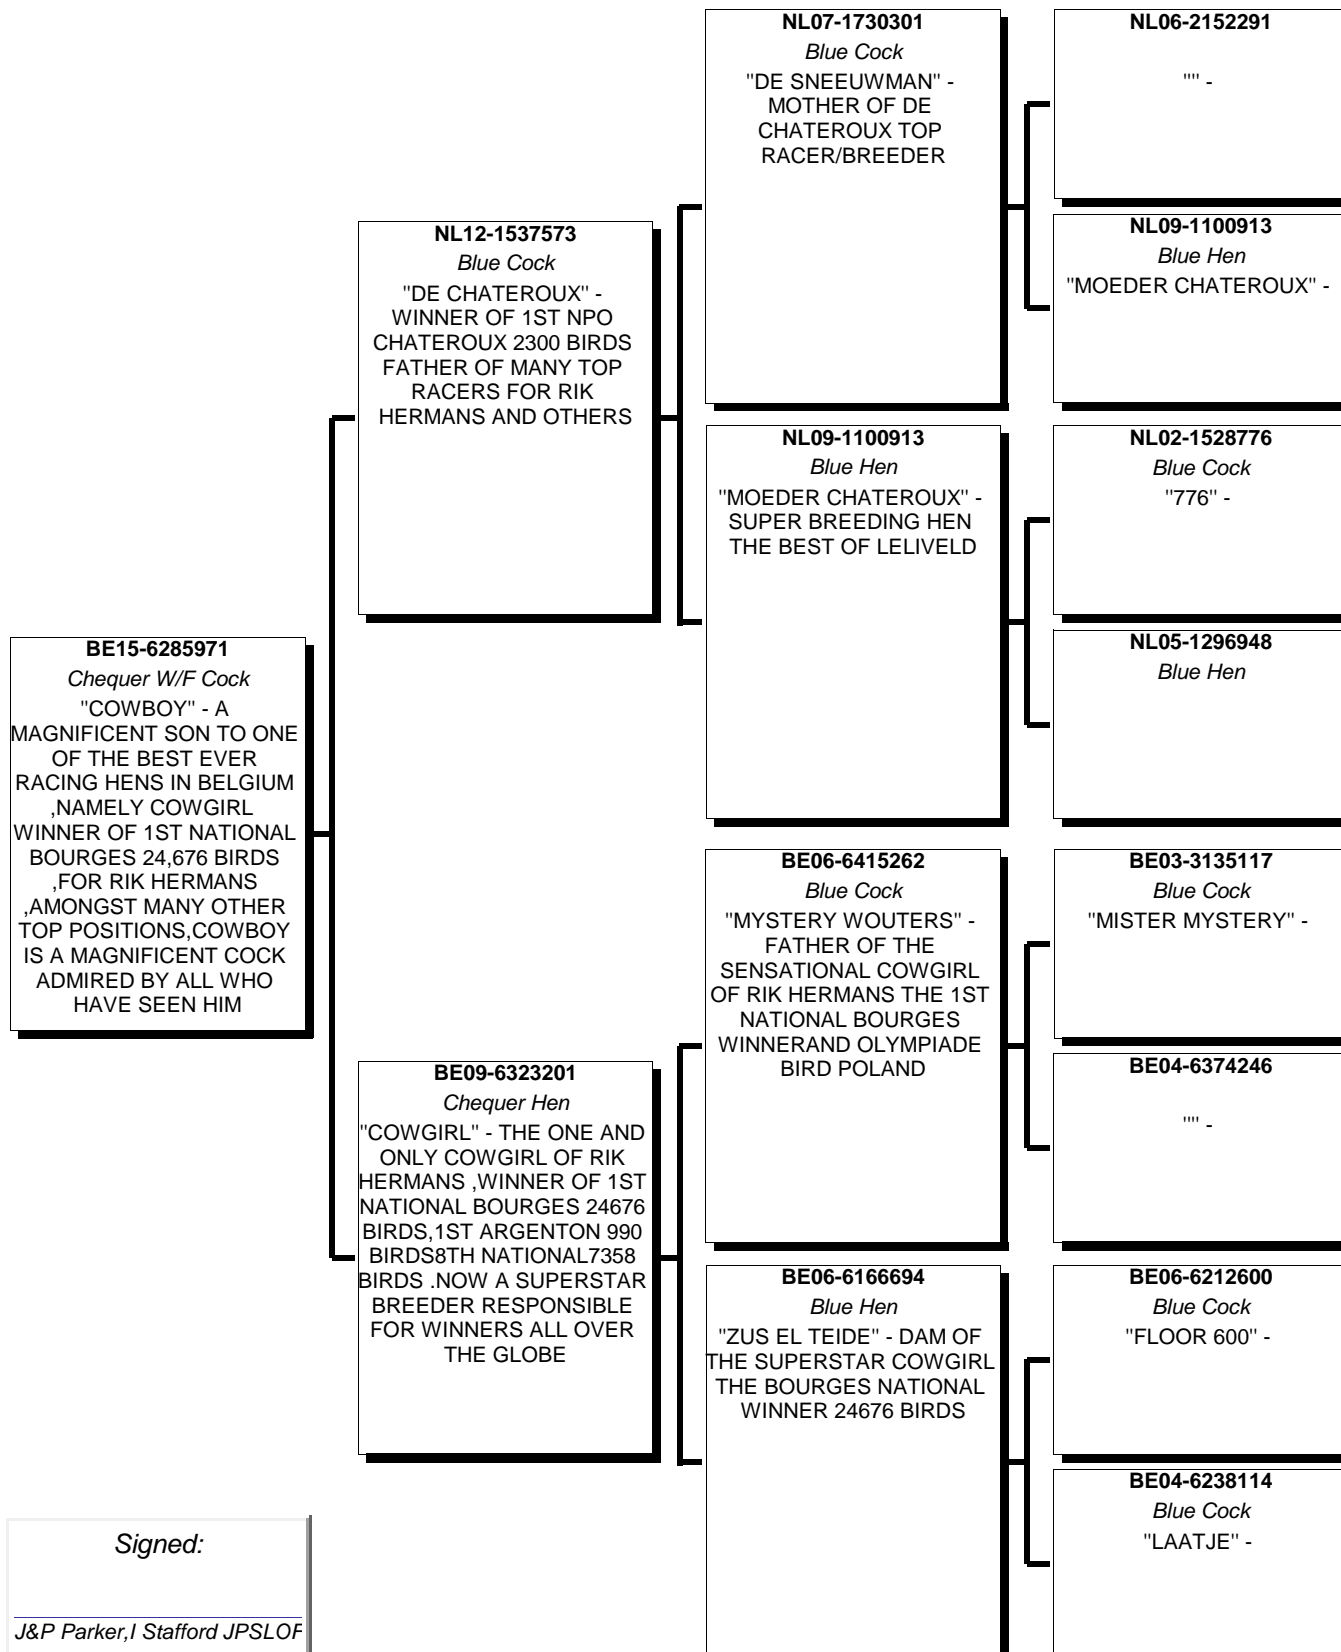 NL07-1730301
Blue Cock
"DE SNEEUWMAN" -
MOTHER OF DE
CHATEROUX TOP
RACER/BREEDER
NL06-2152291
"" -
NL09-1100913
Blue Hen
"MOEDER CHATEROUX" -
NL12-1537573
Blue Cock
"DE CHATEROUX" -
WINNER OF 1ST NPO
CHATEROUX 2300 BIRDS
FATHER OF MANY TOP
RACERS FOR RIK
HERMANS AND OTHERS
NL09-1100913
Blue Hen
"MOEDER CHATEROUX" -
SUPER BREEDING HEN
THE BEST OF LELIVELD
NL02-1528776
Blue Cock
"776" -
NL05-1296948
Blue Hen
BE15-6285971
Chequer W/F Cock
"COWBOY" - A
MAGNIFICENT SON TO ONE
OF THE BEST EVER
RACING HENS IN BELGIUM
,NAMELY COWGIRL
WINNER OF 1ST NATIONAL
BOURGES 24,676 BIRDS
,FOR RIK HERMANS
,AMONGST MANY OTHER
TOP POSITIONS,COWBOY
IS A MAGNIFICENT COCK
ADMIRED BY ALL WHO
HAVE SEEN HIM
BE06-6415262
Blue Cock
"MYSTERY WOUTERS" -
FATHER OF THE
SENSATIONAL COWGIRL
OF RIK HERMANS THE 1ST
NATIONAL BOURGES
WINNERAND OLYMPIADE
BIRD POLAND
BE03-3135117
Blue Cock
"MISTER MYSTERY" -
BE04-6374246
"" -
BE09-6323201
Chequer Hen
"COWGIRL" - THE ONE AND
ONLY COWGIRL OF RIK
HERMANS ,WINNER OF 1ST
NATIONAL BOURGES 24676
BIRDS,1ST ARGENTON 990
BIRDS8TH NATIONAL7358
BIRDS .NOW A SUPERSTAR
BREEDER RESPONSIBLE
FOR WINNERS ALL OVER
THE GLOBE
BE06-6166694
Blue Hen
"ZUS EL TEIDE" - DAM OF
THE SUPERSTAR COWGIRL
THE BOURGES NATIONAL
WINNER 24676 BIRDS
BE06-6212600
Blue Cock
"FLOOR 600" -
BE04-6238114
Blue Cock
"LAATJE" -
Signed:
J&P Parker,I Stafford JPSLOF